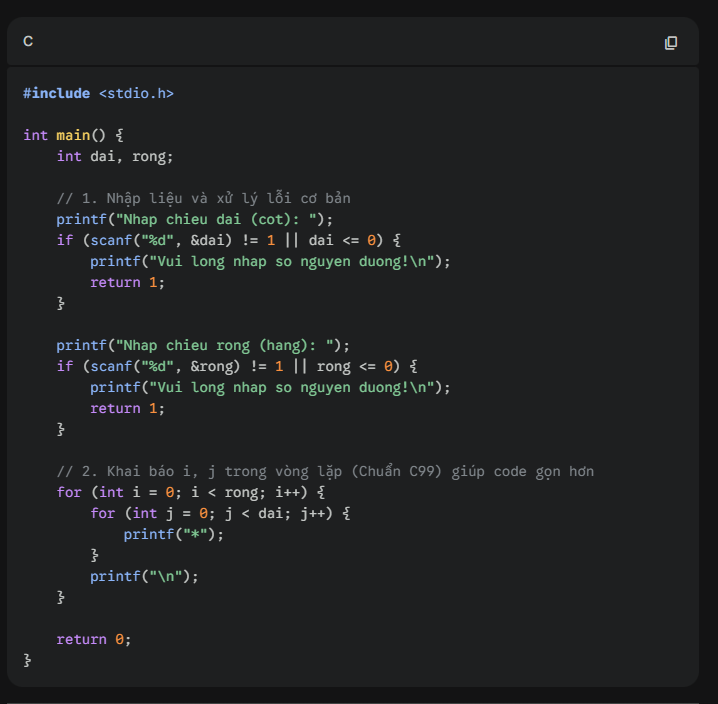 C
#include <stdio.h>
int main() {
    int dai, rong;
    // 1. Nhập liệu và xử lý lỗi cơ bản
    printf("Nhap chieu dai (cot): ");
    if (scanf("%d", &dai) != 1 || dai <= 0) {
        printf("Vui long nhap so nguyen duong!\n");
        return 1;
    }
    printf("Nhap chieu rong (hang): ");
    if (scanf("%d", &rong) != 1 || rong <= 0) {
        printf("Vui long nhap so nguyen duong!\n");
        return 1;
    }
    // 2. Khai báo i, j trong vòng lặp (Chuẩn C99) giúp code gọn hơn
    for (int i = 0; i < rong; i++) {
        for (int j = 0; j < dai; j++) {
            printf("*");
        }
        printf("\n");
    }
    return 0;
}